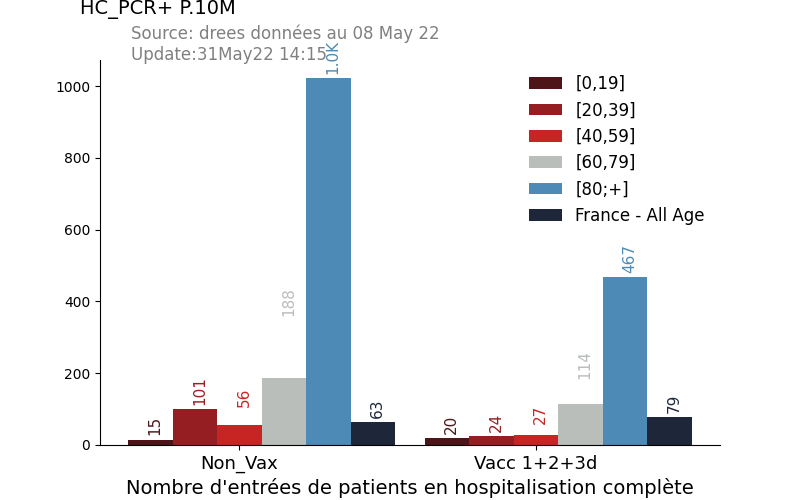 HC_PCR+ P.10M
Source: drees données au 08 May 22
Update:31May22 14:15
1000
800
600
400
200
0
15
101
56
188
1.0K
63
20
24
27
114
467
79
[0,19]
[20,39]
[40,59]
[60,79]
[80;+]
France - All Age
Non_Vax
Vacc 1+2+3d
Nombre d'entrées de patients en hospitalisation complète